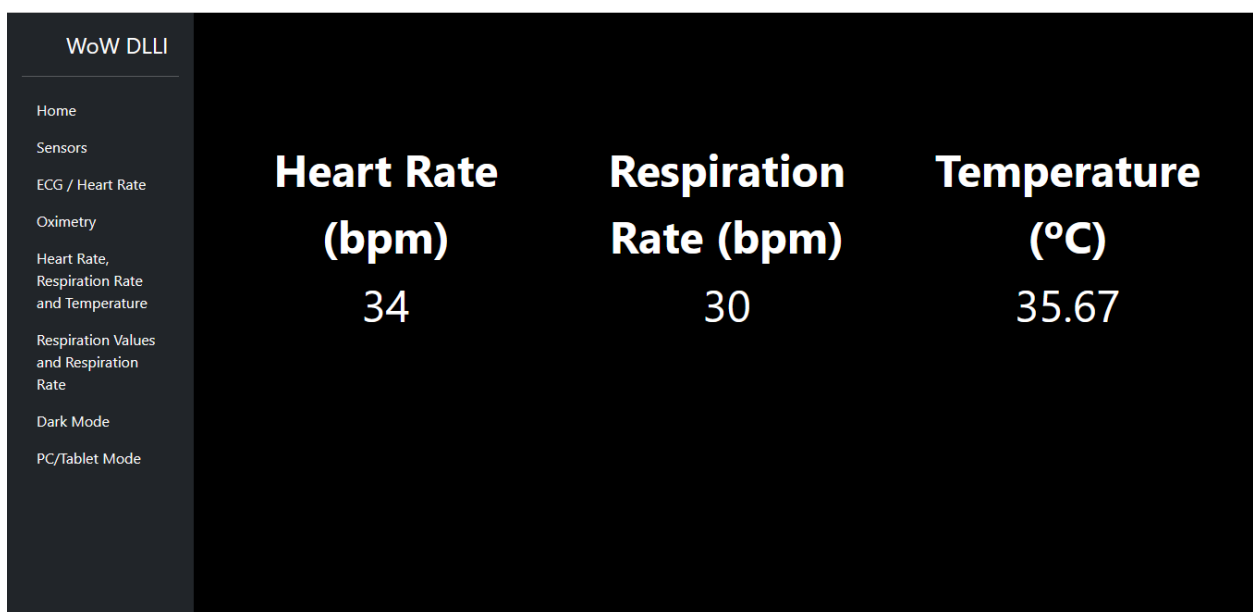 WoW DLLI
Home
Sensors
ECG / Heart Rate
Oximetry
Heart Rate,
Respiration Rate
and Temperature
Respiration Values
and Respiration
Rate
Dark Mode
PC/Tablet Mode
Heart Rate
(bpm)
34
Respiration
Rate (bpm)
30
Temperature
(ºC)
35.67